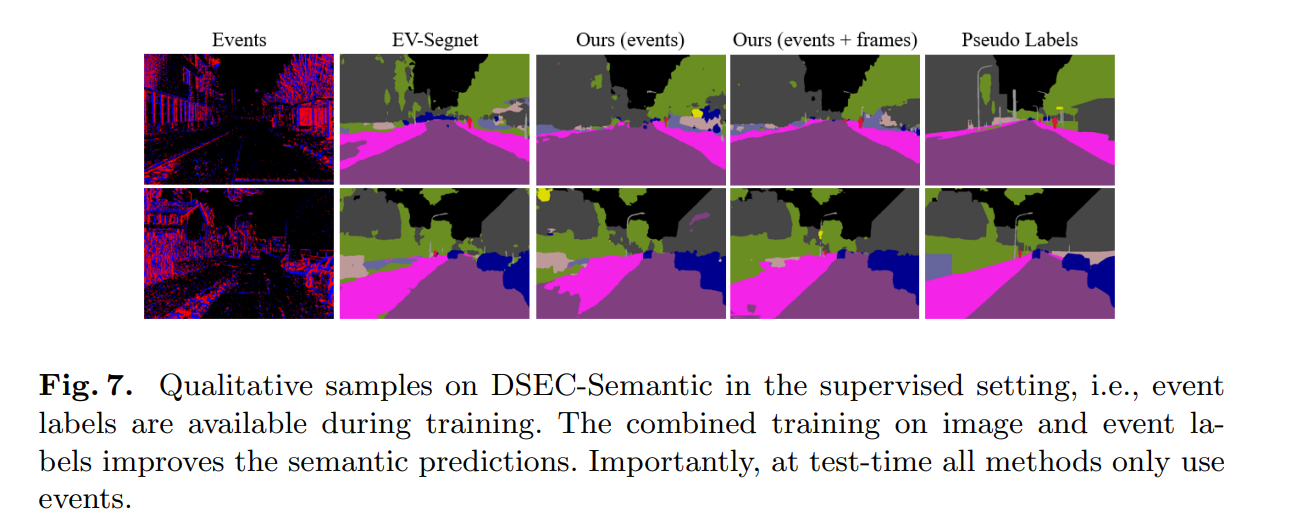 Events EV-Segnet Ours (events) Ours (events + frames) Pseudo Labels
Fig. 7. Qualitative samples on DSEC-Semantic in the supervised setting, i.e., event
labels are available during training. The combined training on image and event la-
bels improves the semantic predictions. Importantly, at test-time all methods only use
events.